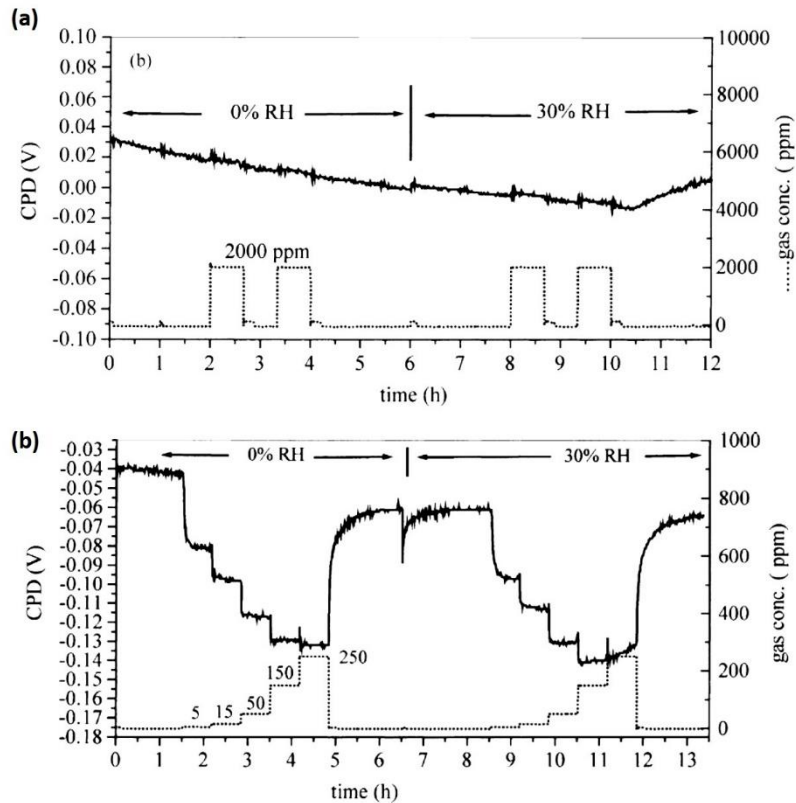 (a)
(b)
0% RH
30% RH
2000 ppm
0.10
0.08
0.06
0.04
0.02
0.00
-0.02
-0.04
-0.06
-0.08
-0.10
CPD (V)
10000
8000
6000
4000
2000
0
gas conc. ( ppm)
0 1 2 3 4 5 6 7 8 9 10 11 12
time (h)
(b)
0% RH
30% RH
-0.03
-0.04
-0.05
-0.06
-0.07
-0.08
-0.09
-0.10
-0.11
-0.12
-0.13
-0.14
-0.15
-0.16
-0.17
-0.18
CPD (V)
5 15 50 150 250
1000
800
600
400
200
0
gas conc. ( ppm)
0 1 2 3 4 5 6 7 8 9 10 11 12 13
time (h)